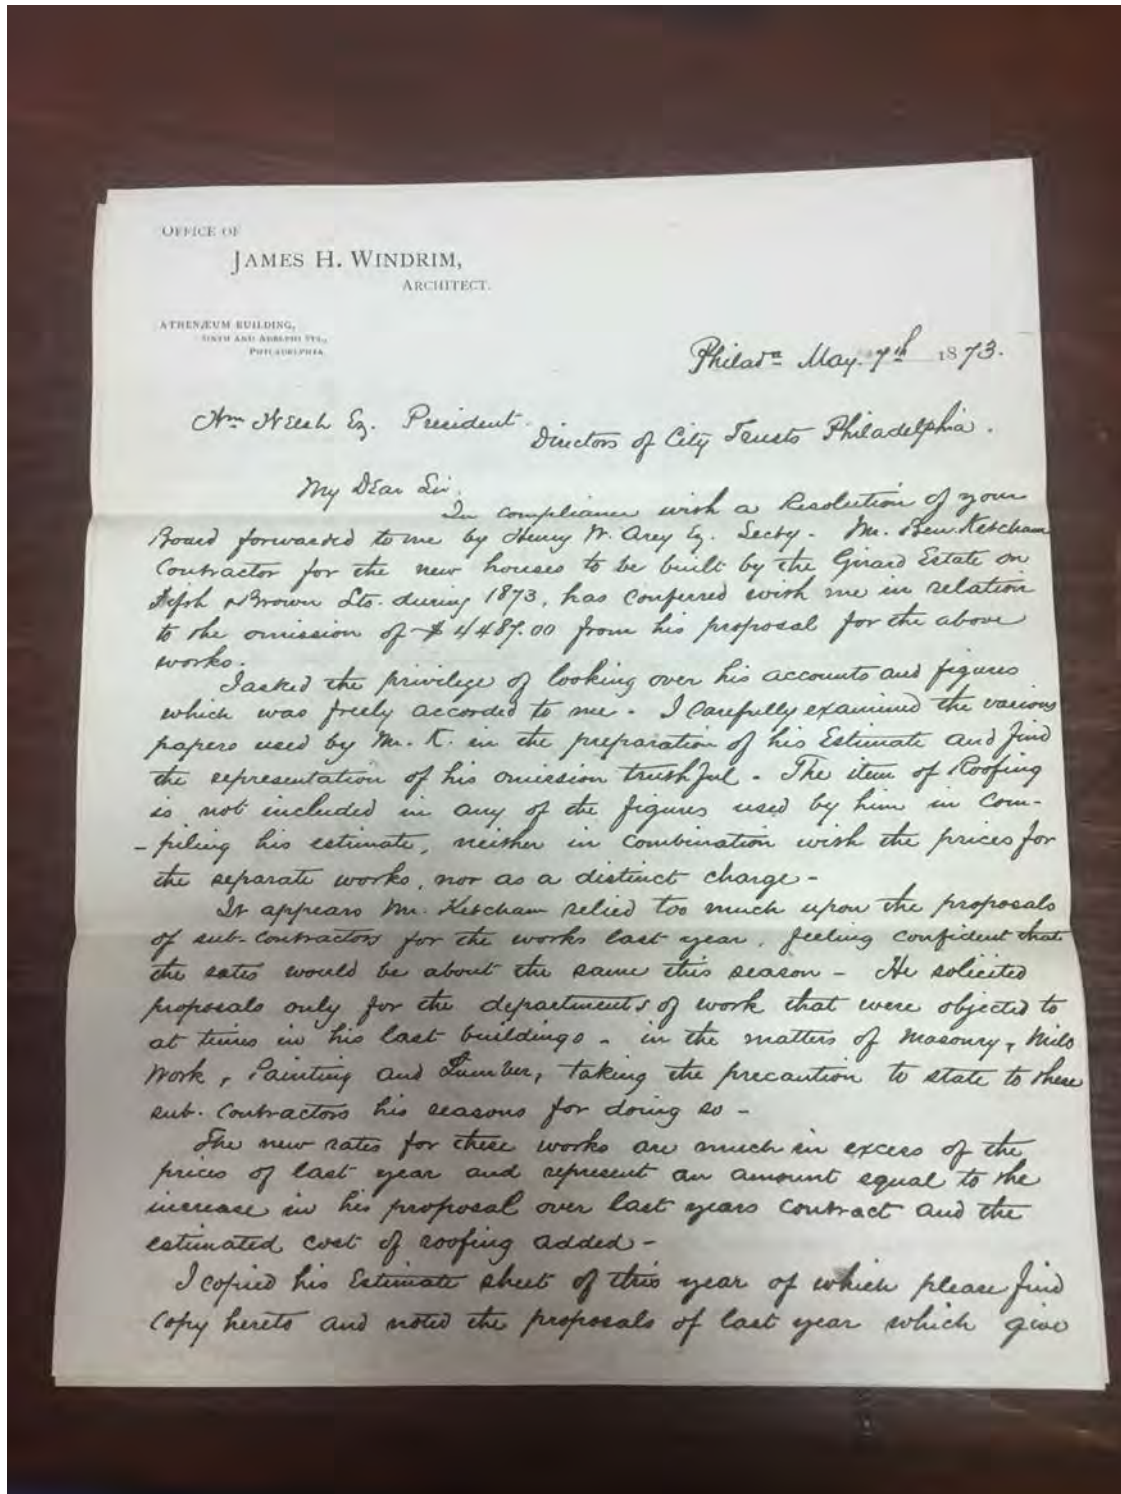 OFFICE OF
JAMES H. WINDRIM,
ARCHITECT.
ATHENÆUM BUILDING,
SIXTH AND ADELPHI STS.,
PHILADELPHIA.
Philada May. 7th 1873.
Wm Welsh Eq. President
Directors of City Trusts Philadelphia.
My Dear Sir.
In compliance with a Resolution of your
Board forwarded to me by Henry W. Arey Eq. Secty. Mr. Benj. Ketcham
Contractor for the new houses to be built by the Girard Estate on
Fifth & Brown Sts. during 1873, has conferred with me in relation
to the omission of $ 4487.00 from his proposal for the above
works.
I asked the privilege of looking over his accounts and figures
which was freely accorded to me. I carefully examined the various
papers used by Mr. K. in the preparation of his Estimate and find
the representation of his omission truthful. The item of Roofing
is not included in any of the figures used by him in com-
-piling his estimate, neither in combination with the prices for
the separate works, nor as a distinct charge -
It appears Mr. Ketcham relied too much upon the proposals
of sub-contractors for the works last year, feeling confident that
the rates would be about the same this season - He solicited
proposals only for the departments of work that were objected to
at times in his last buildings - in the matters of Masonry, Mill
Work, Painting and Lumber, taking the precaution to state to these
sub. contractors his reasons for doing so -
The new rates for these works are much in excess of the
prices of last year and represent an amount equal to the
increase in his proposal over last years contract and the
estimated cost of roofing added -
I copied his Estimate sheet of this year of which please find
copy hereto and noted the proposals of last year which give